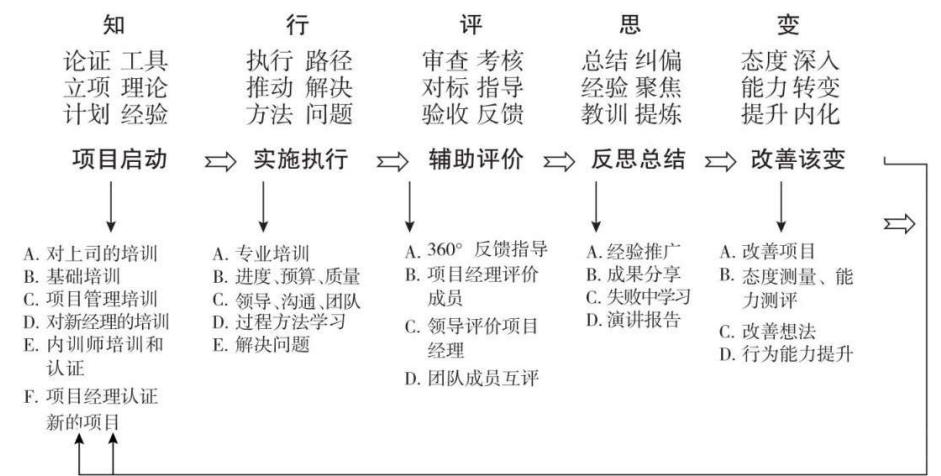 知 行 评 思 变
论证 工具 执行 路径 审查 考核 总结 纠偏 态度 深入
立项 理论 推动 解决 对标 指导 经验 聚焦 能力 转变
计划 经验 方法 问题 验收 反馈 教训 提炼 提升 内化
项目启动 实施执行 辅助评价 反思总结 改善该变
A. 对上司的培训
B. 基础培训
C. 项目管理培训
D. 对新经理的培训
E. 内训师培训和
认证
F. 项目经理认证
新的项目
A. 专业培训
B. 进度、预算、质量
C. 领导、沟通、团队
D. 过程方法学习
E. 解决问题
A. 360° 反馈指导
B. 项目经理评价
成员
C. 领导评价项目
经理
D. 团队成员互评
A. 经验推广
B. 成果分享
C. 失败中学习
D. 演讲报告
A. 改善项目
B. 态度测量、能
力测评
C. 改善想法
D. 行为能力提升